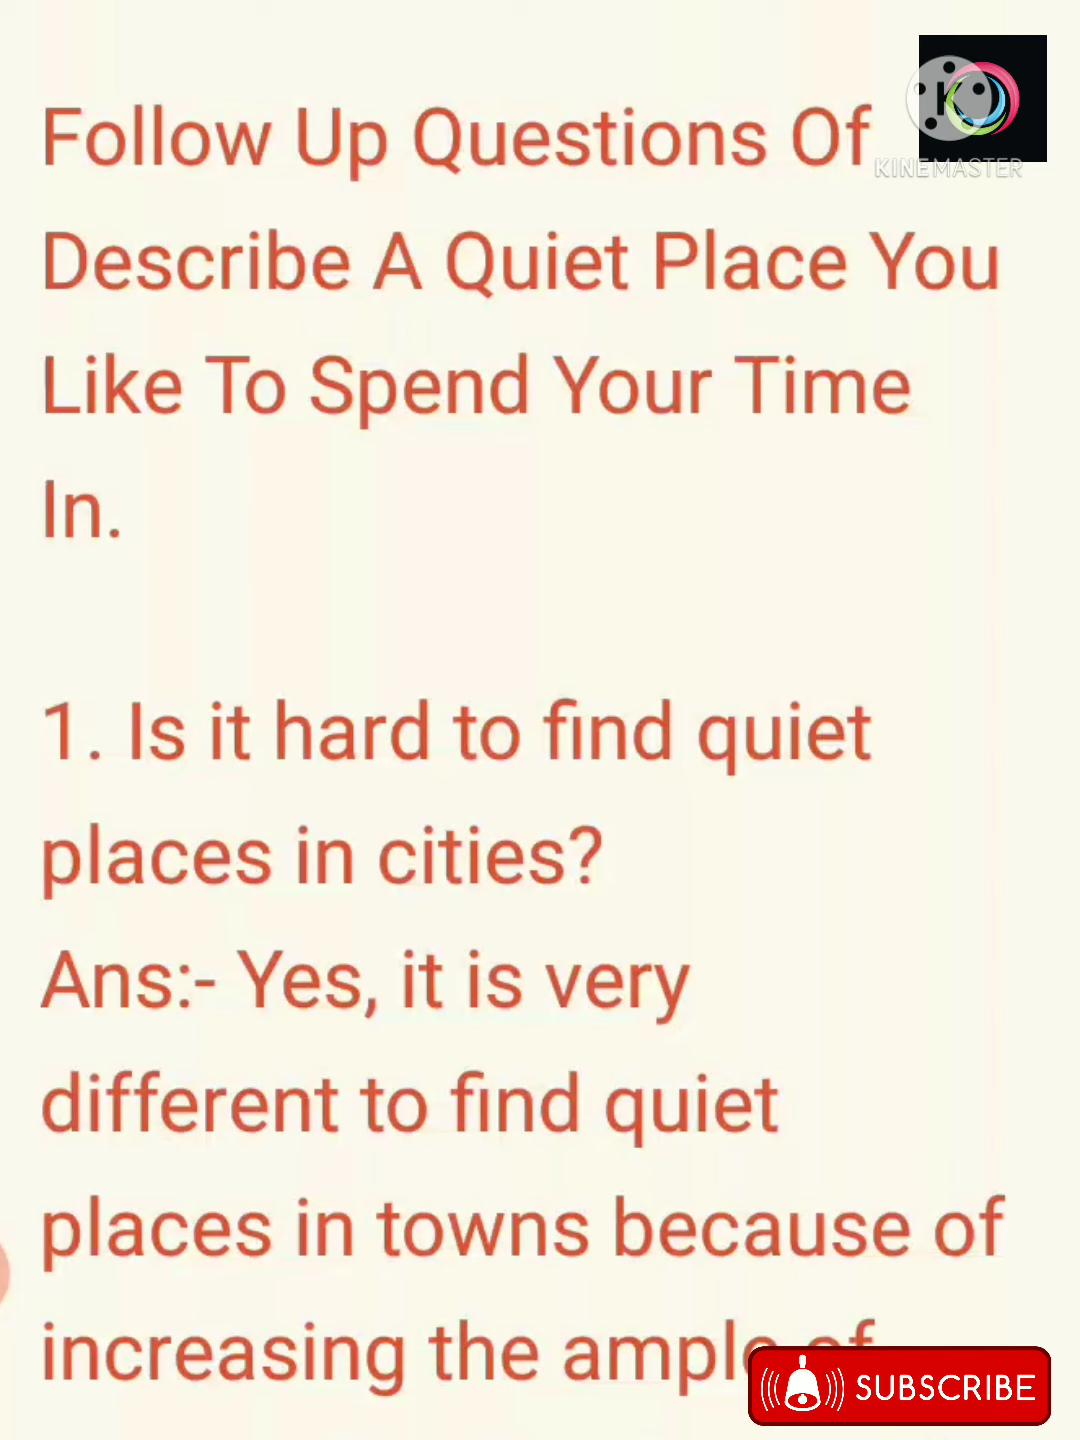 Follow Up Questions Of
KINEMASTER
Describe A Quiet Place You
Like To Spend Your Time
In.
1. Is it hard to find quiet
places in cities?
Ans:- Yes, it is very
different to find quiet
places in towns because of
increasing the ample of
SUBSCRIBE